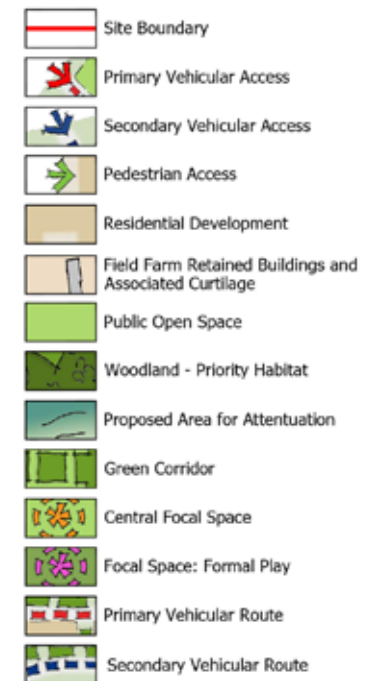 Site Boundary
Primary Vehicular Access
Secondary Vehicular Access
Pedestrian Access
Residential Development
Field Farm Retained Buildings and
Associated Curtilage
Public Open Space
Woodland - Priority Habitat
Proposed Area for Attentuation
Green Corridor
Central Focal Space
Focal Space: Formal Play
Primary Vehicular Route
Secondary Vehicular Route